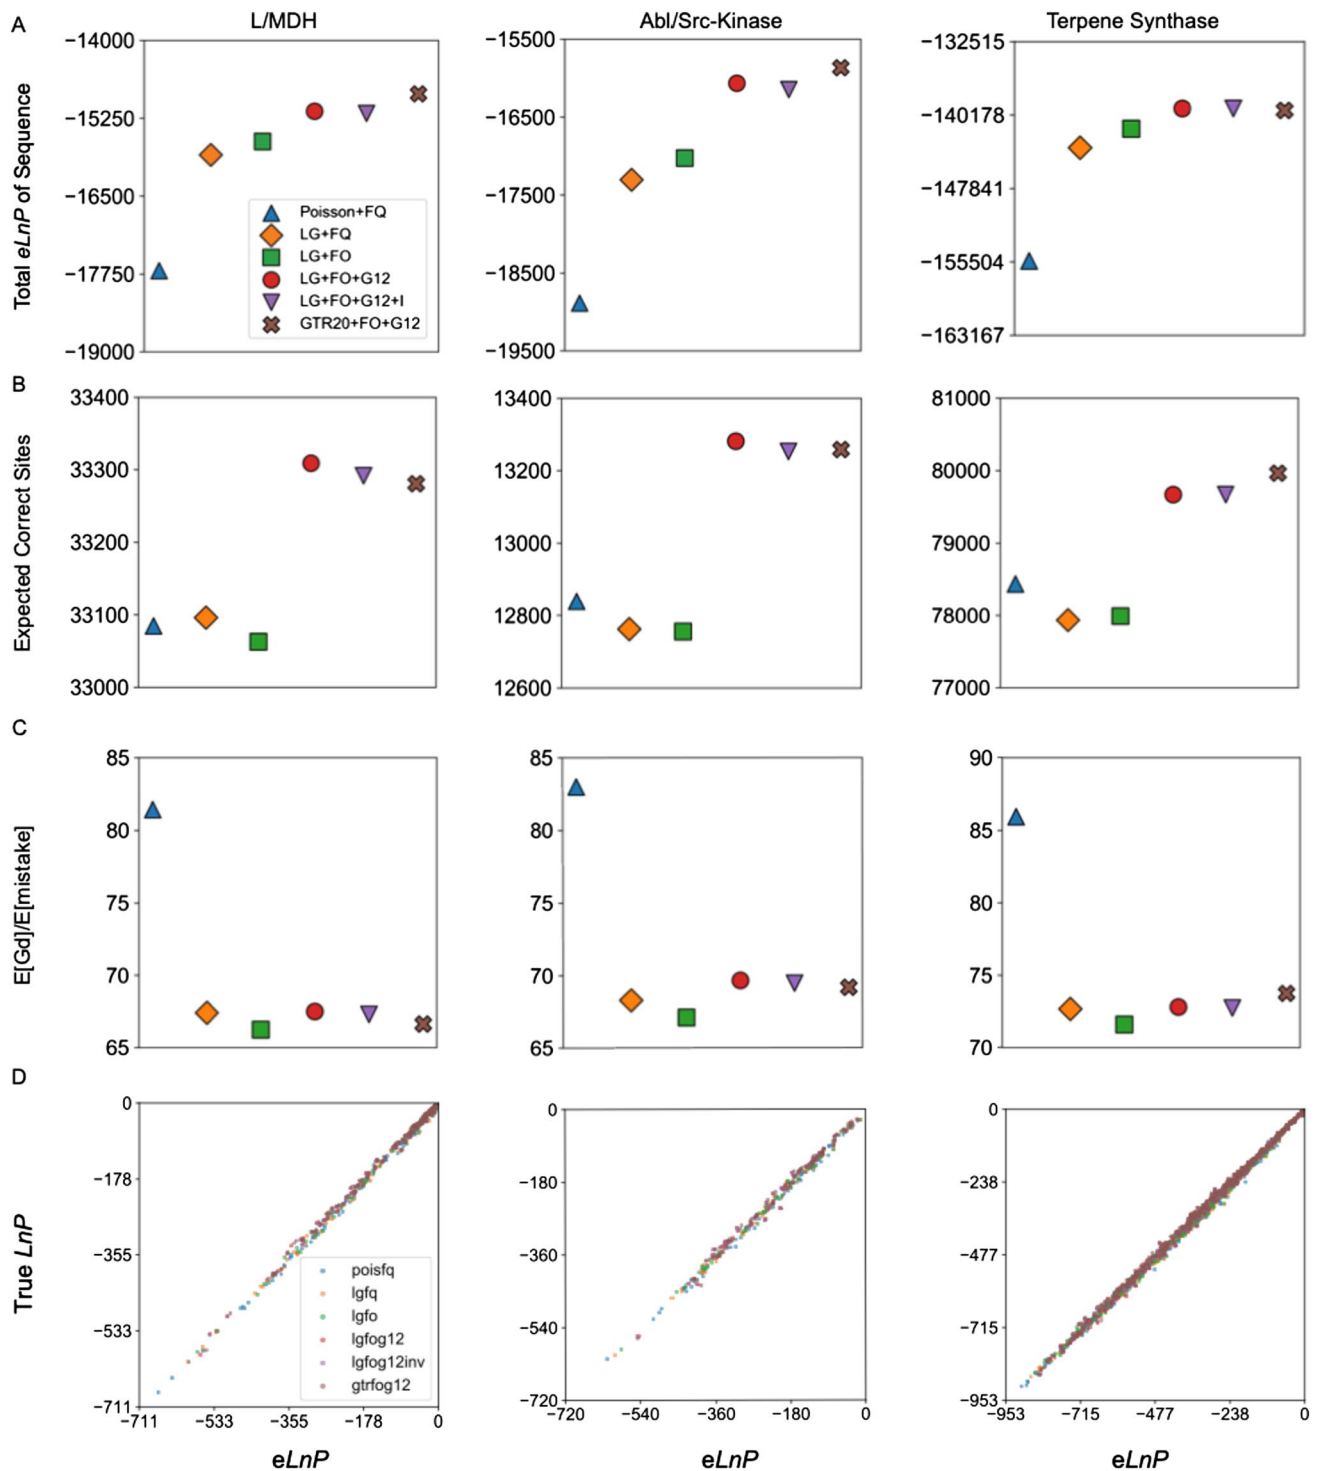 A
L/MDH
Abl/Src-Kinase
Terpene Synthase
Total eLnP of Sequence
−14000
−15250
−16500
−17750
−19000
Poisson+FQ
LG+FQ
LG+FO
LG+FO+G12
LG+FO+G12+I
GTR20+FO+G12
−15500
−16500
−17500
−18500
−19500
−132515
−140178
−147841
−155504
−163167
B
Expected Correct Sites
33400
33300
33200
33100
33000
13400
13200
13000
12800
12600
81000
80000
79000
78000
77000
C
E[Gd]/E[mistake]
85
80
75
70
65
85
80
75
70
65
90
85
80
75
70
D
True LnP
0
−178
−355
−533
−711
poisfq
lgfq
lgfo
lgfog12
lgfog12inv
gtrfog12
−711
−533
−355
−178
0
eLnP
0
−180
−360
−540
−720
−720
−540
−360
−180
0
eLnP
0
−238
−477
−715
−953
−953
−715
−477
−238
0
eLnP